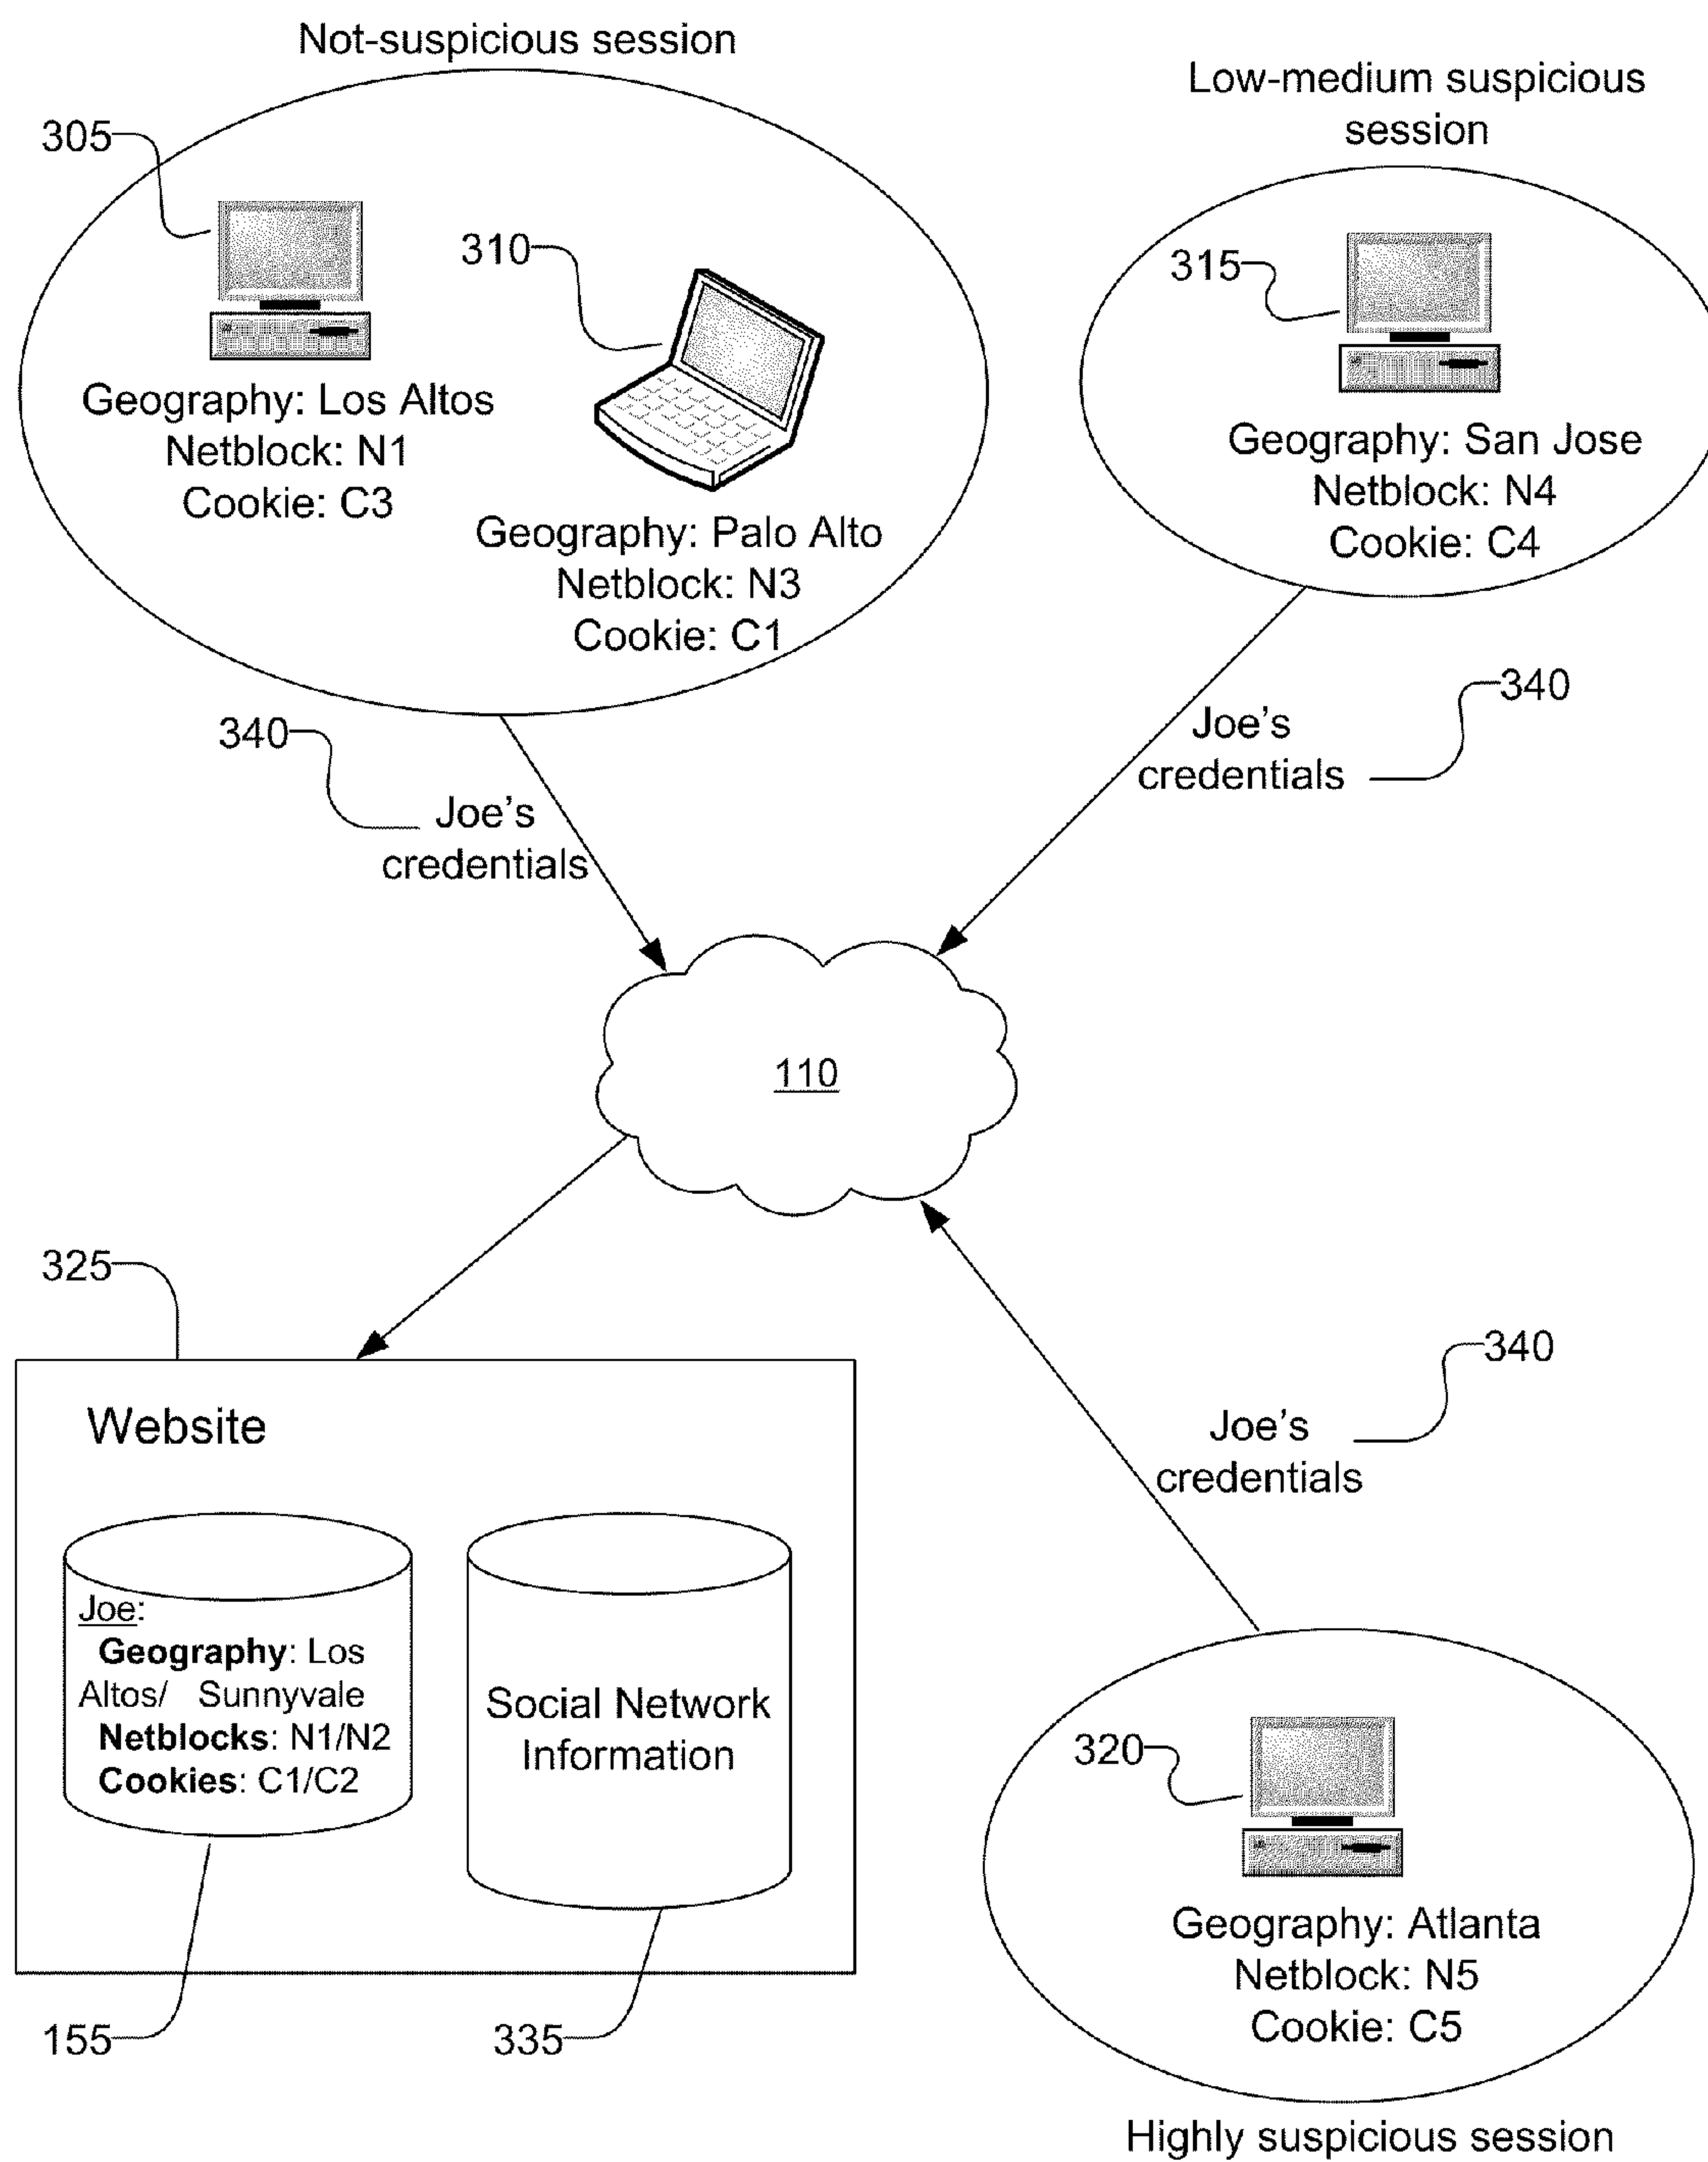 Not-suspicious session
Low-medium suspicious
session
305
310
315
Geography: Los Altos
Netblock: N1
Cookie: C3
Geography: Palo Alto
Netblock: N3
Cookie: C1
Geography: San Jose
Netblock: N4
Cookie: C4
340
Joe's
credentials
340
Joe's
credentials
110
325
Website
Joe:
Geography: Los
Altos/ Sunnyvale
Netblocks: N1/N2
Cookies: C1/C2
Social Network
Information
155
335
340
Joe's
credentials
320
Geography: Atlanta
Netblock: N5
Cookie: C5
Highly suspicious session